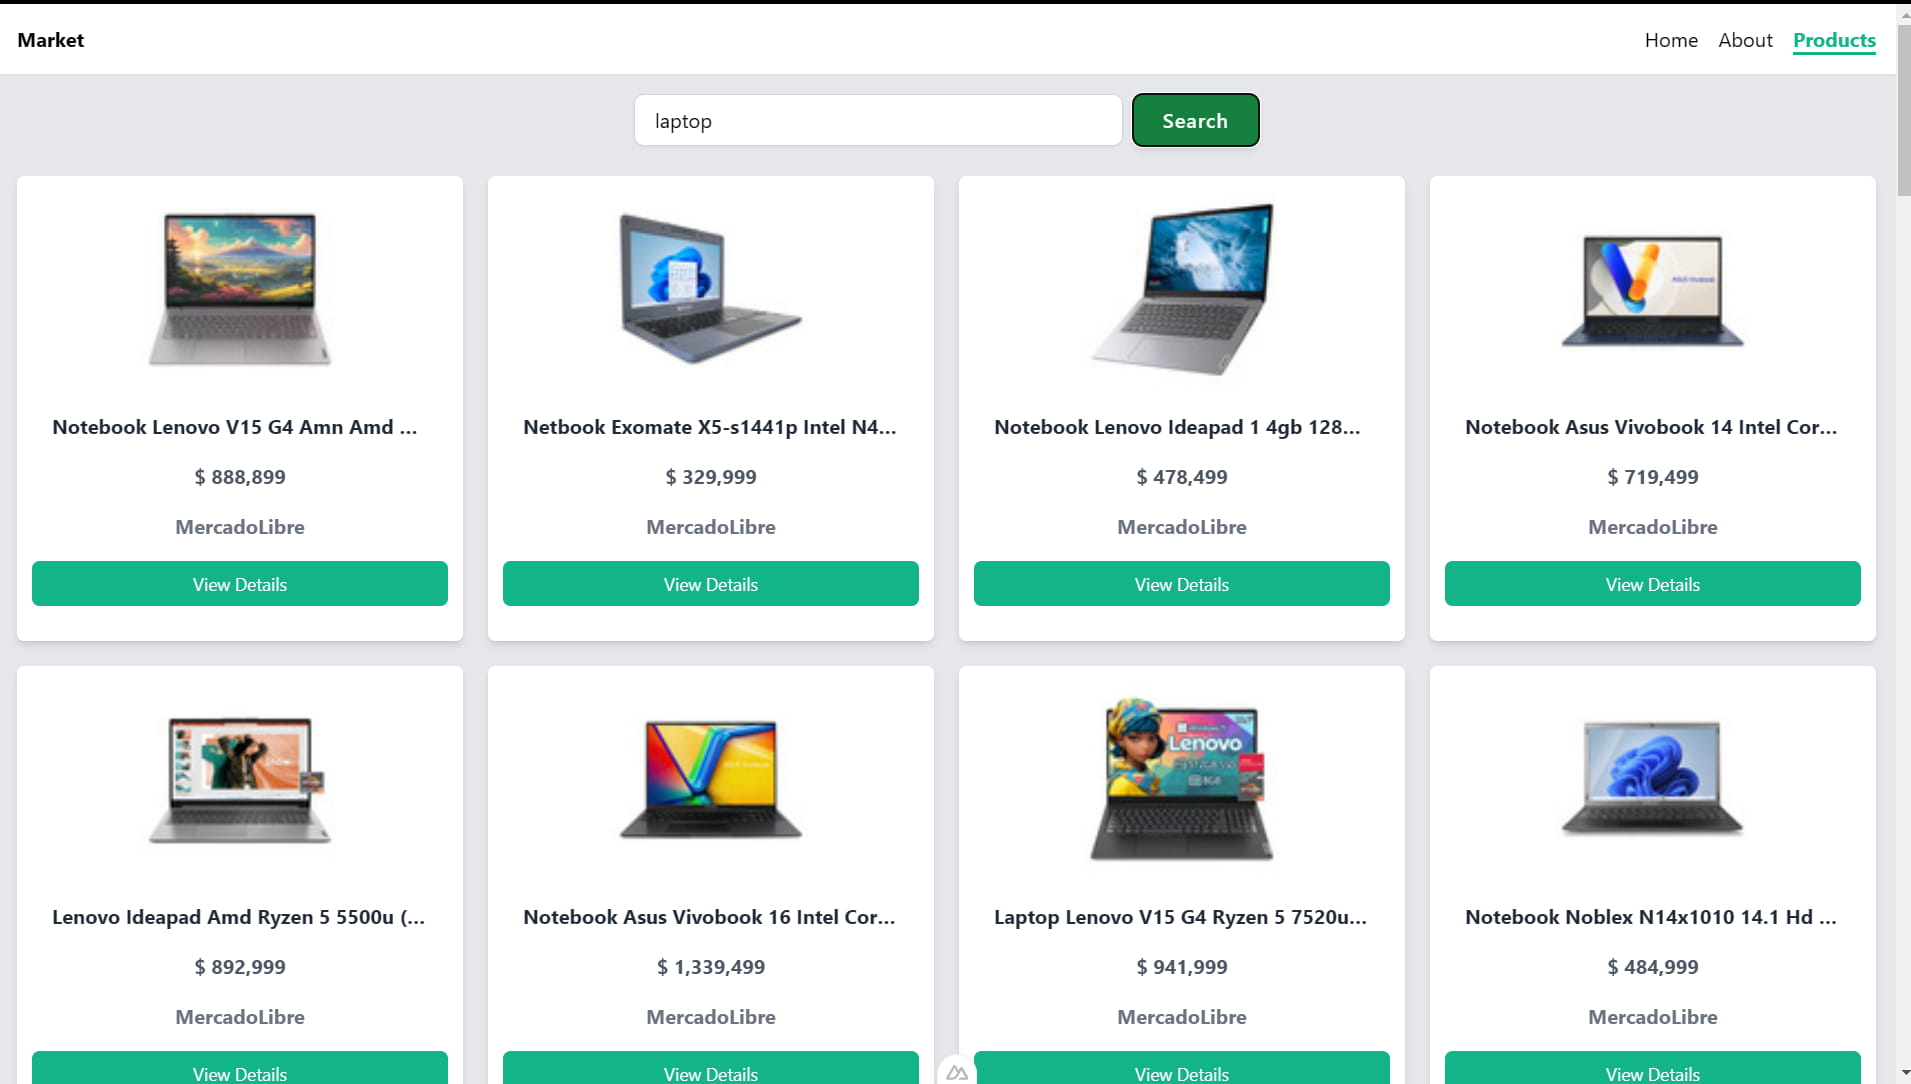 Market
Home About Products
laptop Search
Notebook Lenovo V15 G4 Amn Amd ...
$ 888,899
MercadoLibre
View Details
Netbook Exomate X5-s1441p Intel N4...
$ 329,999
MercadoLibre
View Details
Notebook Lenovo Ideapad 1 4gb 128...
$ 478,499
MercadoLibre
View Details
Notebook Asus Vivobook 14 Intel Cor...
$ 719,499
MercadoLibre
View Details
Lenovo Ideapad Amd Ryzen 5 5500u (...
$ 892,999
MercadoLibre
View Details
Notebook Asus Vivobook 16 Intel Cor...
$ 1,339,499
MercadoLibre
View Details
Lenovo
8GB
Laptop Lenovo V15 G4 Ryzen 5 7520u...
$ 941,999
MercadoLibre
View Details
Notebook Noblex N14x1010 14.1 Hd ...
$ 484,999
MercadoLibre
View Details